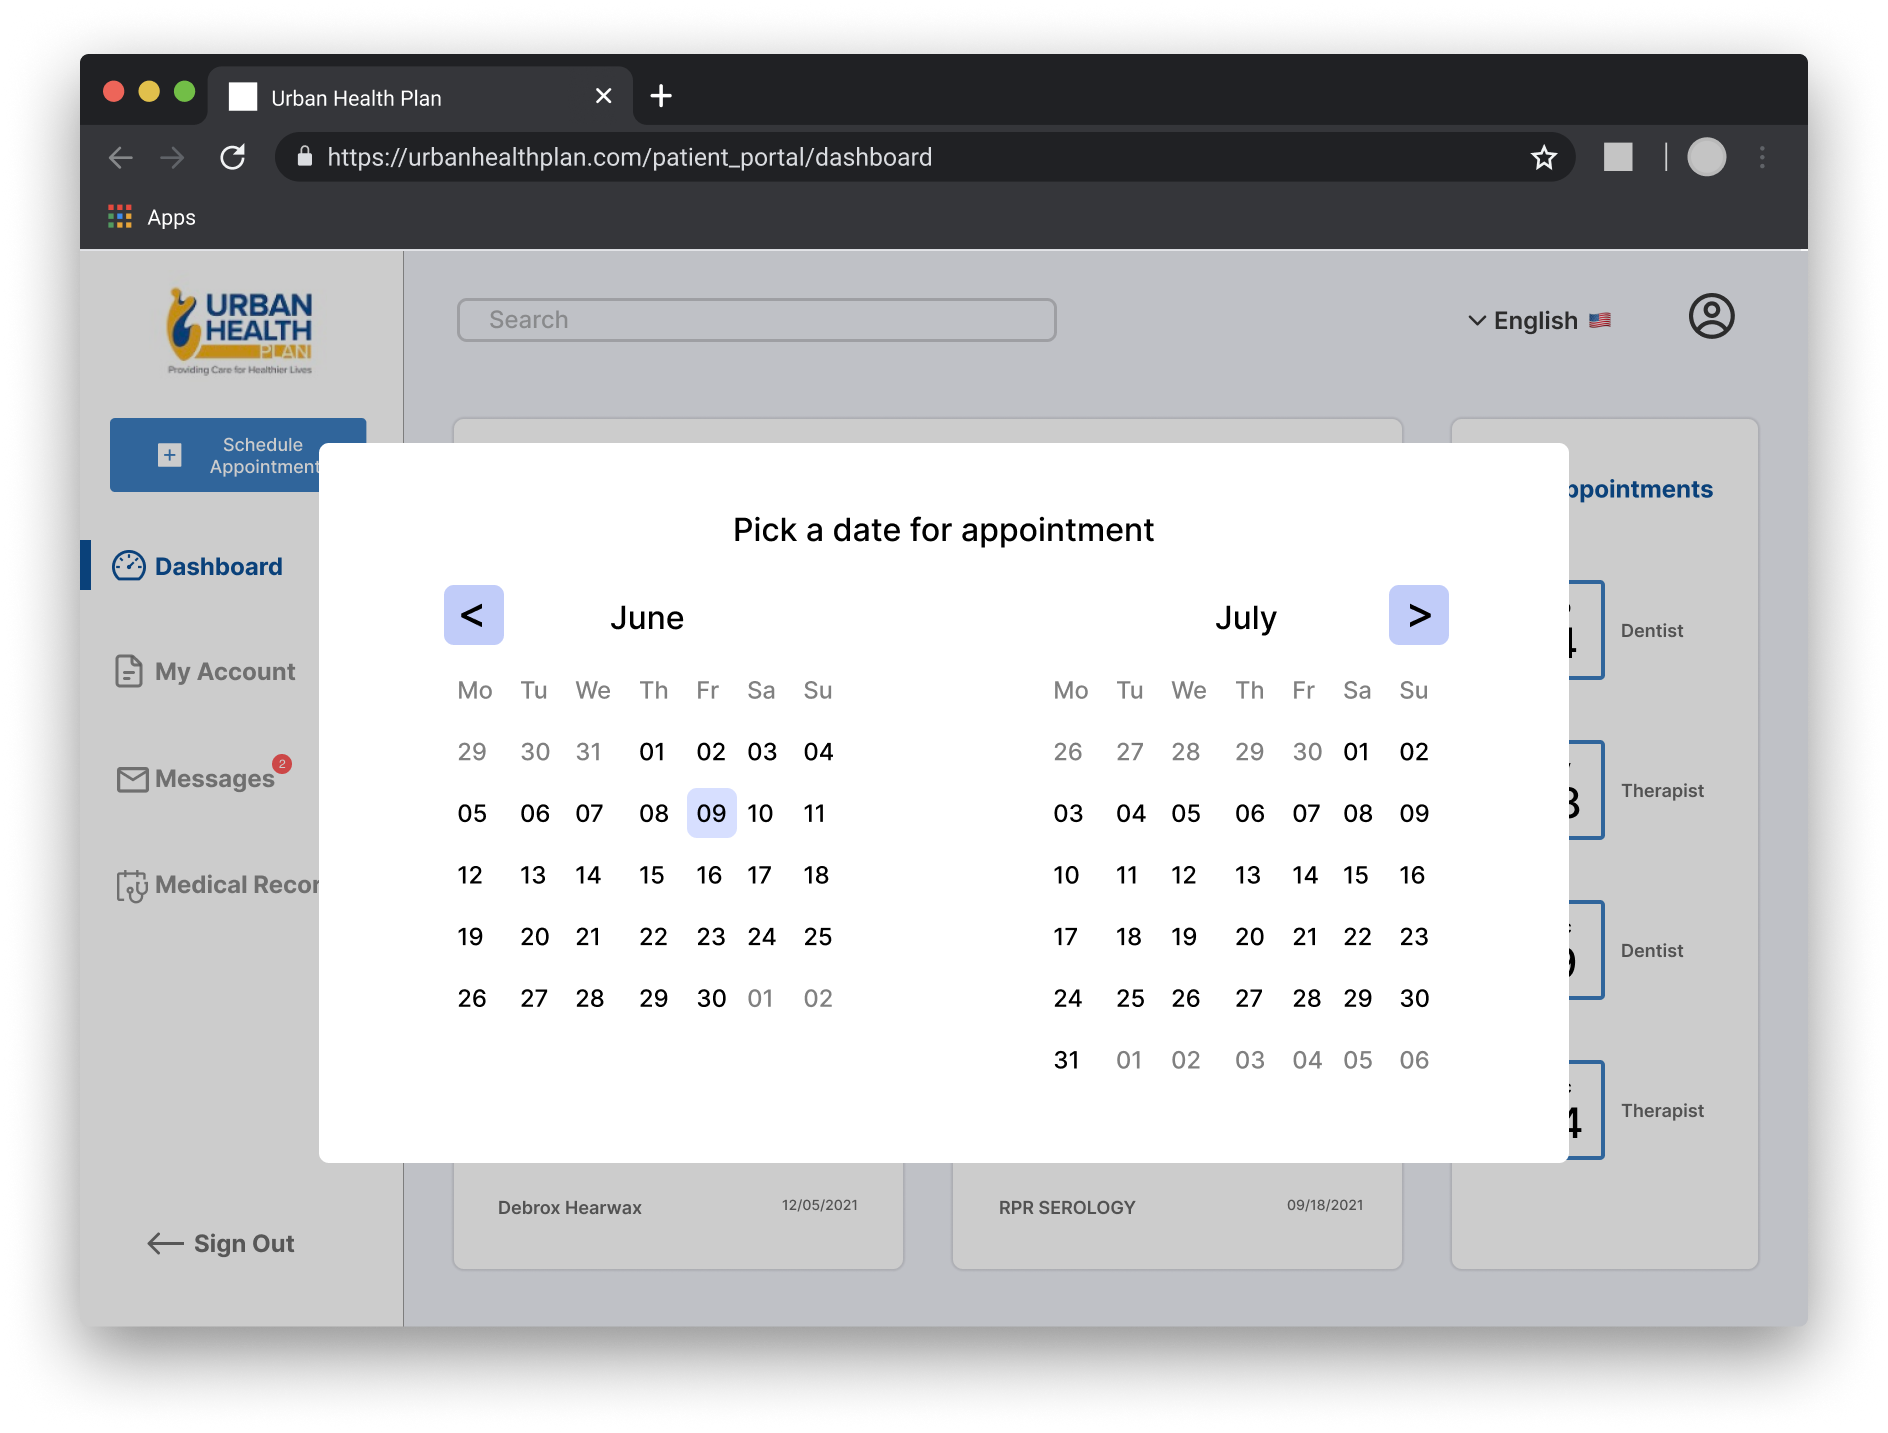 Urban Health Plan
https://urbanhealthplan.com/patient_portal/dashboard
Apps
URBAN
HEALTH
PLAN
Providing Care for Healthier Lives
Search
English
Schedule
Appointment
Dashboard
My Account
Messages
2
Medical Recor
Sign Out
Pick a date for appointment
< June July >
Mo Tu We Th Fr Sa Su
29 30 31 01 02 03 04
05 06 07 08 09 10 11
12 13 14 15 16 17 18
19 20 21 22 23 24 25
26 27 28 29 30 01 02
Mo Tu We Th Fr Sa Su
26 27 28 29 30 01 02
03 04 05 06 07 08 09
10 11 12 13 14 15 16
17 18 19 20 21 22 23
24 25 26 27 28 29 30
31 01 02 03 04 05 06
ppointments
Dentist
Therapist
Dentist
4 Therapist
Debrox Hearwax 12/05/2021
RPR SEROLOGY 09/18/2021